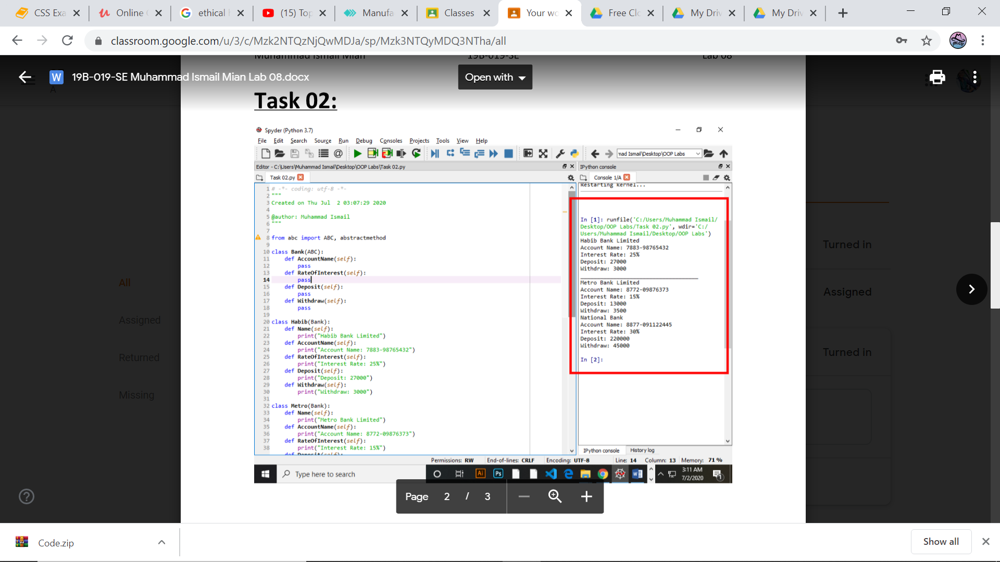 CSS Exa
Online
ethical
(15) Top
Manufa
Classes
Your wo
Free Clo
My Driv
My Driv
classroom.google.com/u/3/c/Mzk2NTQzNjQwMDJa/sp/Mzk3NTQyMDQ3NTha/all
Muhammad Ismail Mian 19B-019-SE Lab 08
W 19B-019-SE Muhammad Ismail Mian Lab 08.docx
Open with
Task 02:
Spyder (Python 3.7)
File Edit Search Source Run Debug Consoles Projects Tools View Help
mad Ismail\Desktop\OOP Labs
Editor - C:\Users\Muhammad Ismail\Desktop\OOP Labs\Task 02.py
Task 02.py
1 # -*- coding: utf-8 -*-
2 """
3 Created on Thu Jul  2 03:07:29 2020
4
5 @author: Muhammad Ismail
6 """
7
8 from abc import ABC, abstractmethod
9
10 class Bank(ABC):
11     def AccountName(self):
12         pass
13     def RateOfInterest(self):
14         pass
15     def Deposit(self):
16         pass
17     def Withdraw(self):
18         pass
19
20 class Habib(Bank):
21     def Name(self):
22         print("Habib Bank Limited")
23     def AccountName(self):
24         print("Account Name: 7883-98765432")
25     def RateOfInterest(self):
26         print("Interest Rate: 25%")
27     def Deposit(self):
28         print("Deposit: 27000")
29     def Withdraw(self):
30         print("Withdraw: 3000")
31
32 class Metro(Bank):
33     def Name(self):
34         print("Metro Bank Limited")
35     def AccountName(self):
36         print("Account Name: 8772-09876373")
37     def RateOfInterest(self):
38         print("Interest Rate: 15%")
def Deposit(self):
IPython console
Console 1/A
Restarting kernel...
In [1]: runfile('C:/Users/Muhammad Ismail/
Desktop/OOP Labs/Task 02.py', wdir='C:/
Users/Muhammad Ismail/Desktop/OOP Labs')
Habib Bank Limited
Account Name: 7883-98765432
Interest Rate: 25%
Deposit: 27000
Withdraw: 3000
Metro Bank Limited
Account Name: 8772-09876373
Interest Rate: 15%
Deposit: 13000
Withdraw: 3500
National Bank
Account Name: 8877-091122445
Interest Rate: 30%
Deposit: 220000
Withdraw: 45000
In [2]:
IPython console History log
Permissions: RW End-of-lines: CRLF Encoding: UTF-8 Line: 14 Column: 13 Memory: 71 %
Type here to search
Ai
Ps
3:11 AM
7/2/2020
1
All
Assigned
Returned
Missing
Turned in
Assigned
Turned in
Page 2 / 3
Code.zip
Show all